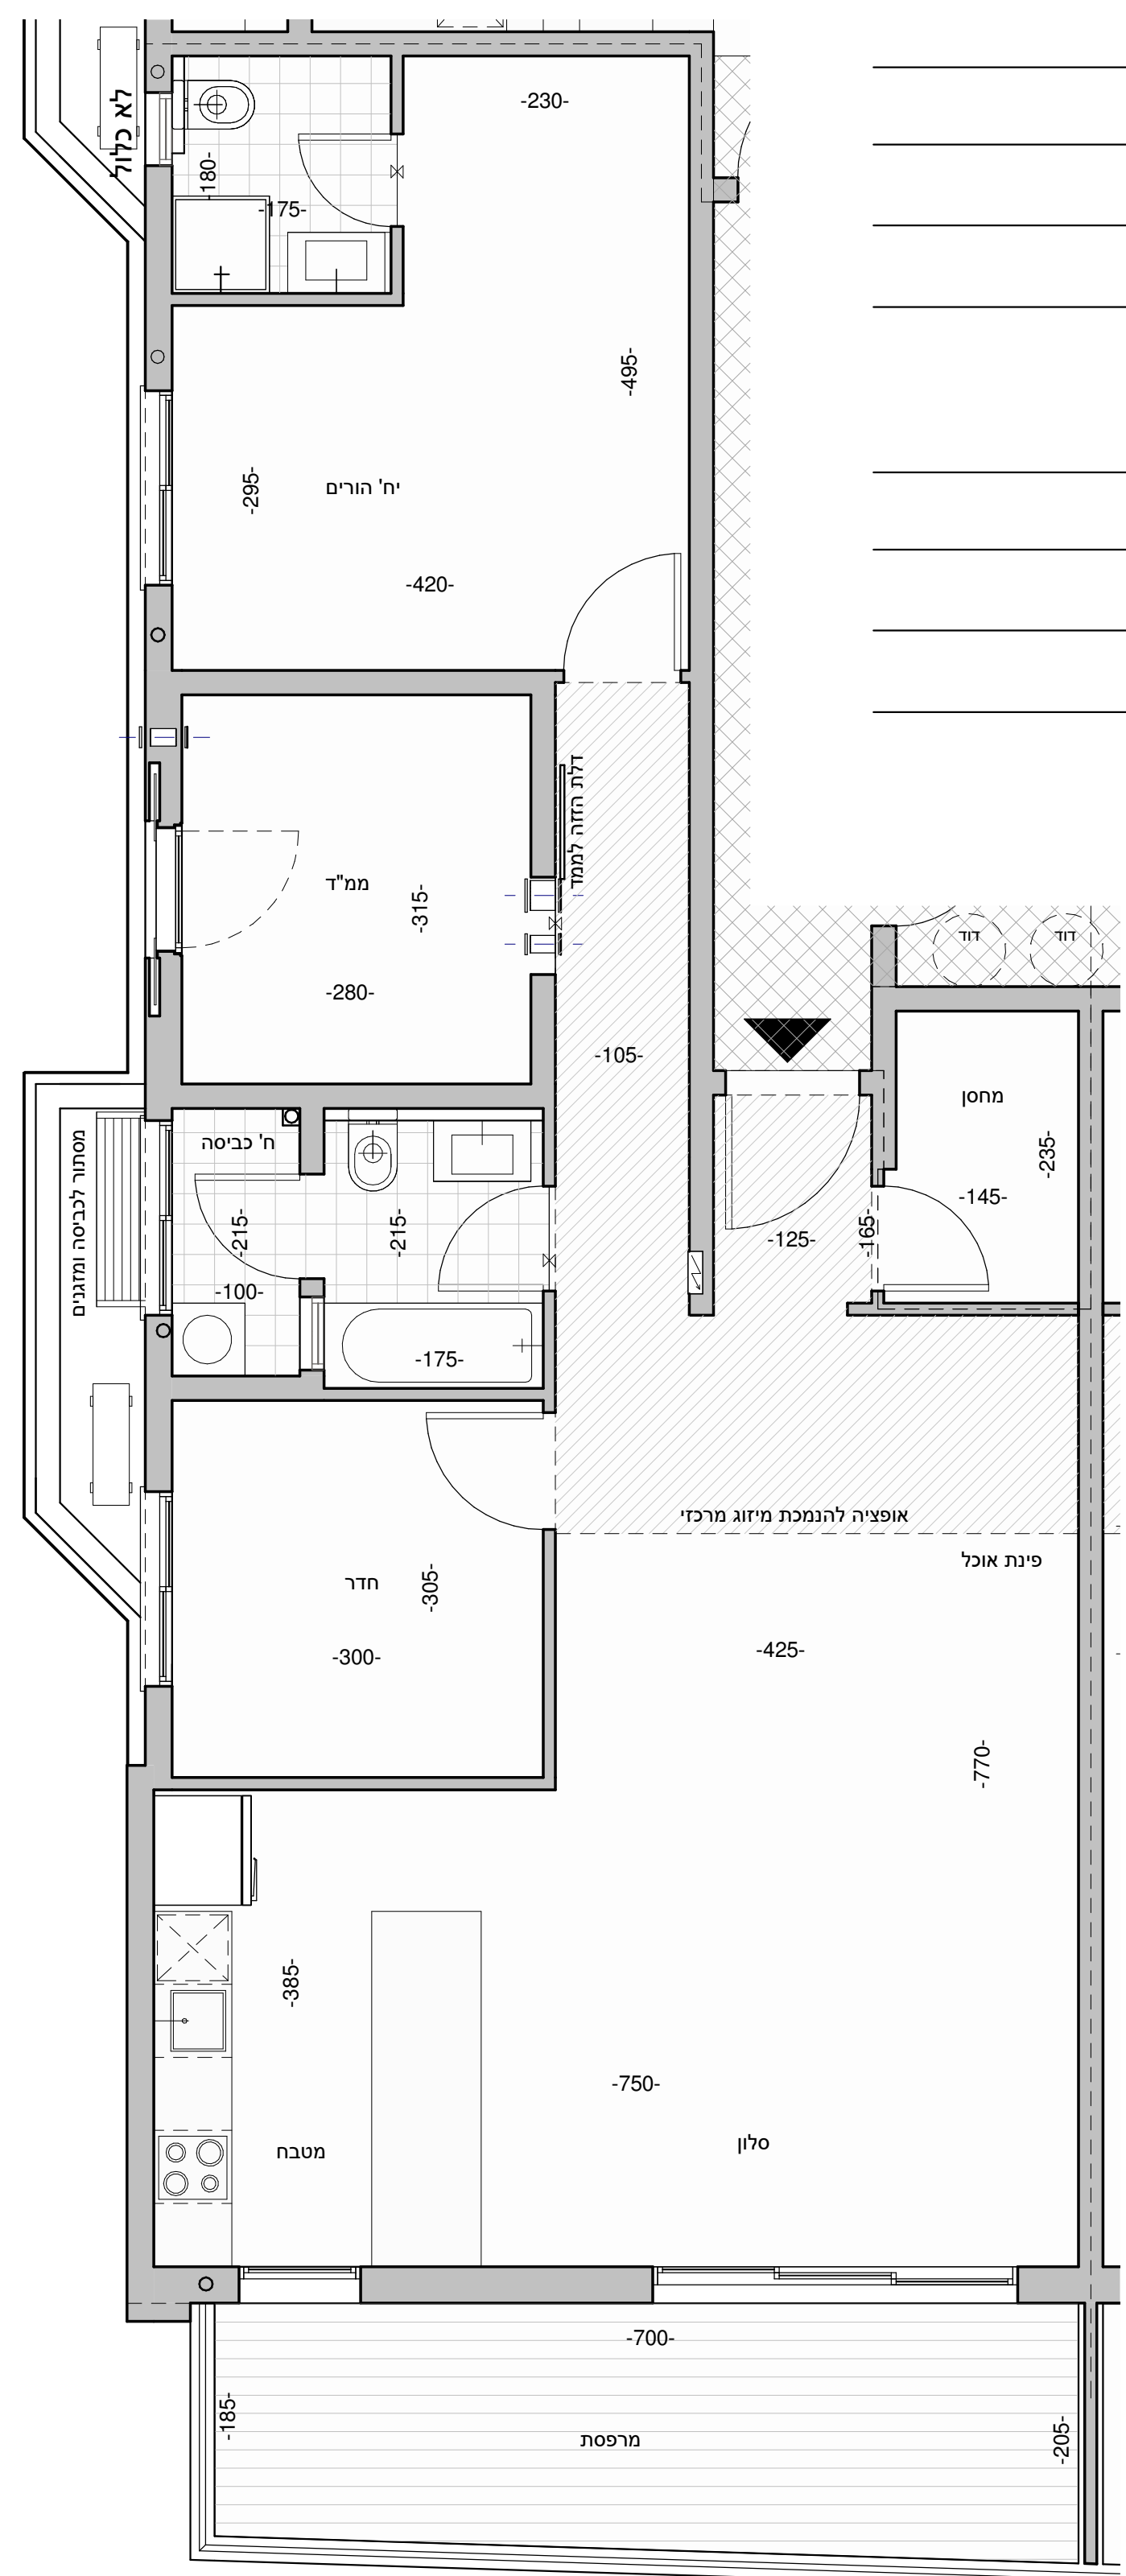 לא כלול
-230-
-180-
-175-
-495-
-295-
יח' הורים
-420-
דלת הזזה לממד
ממ"ד
-315-
-280-
דוד
דוד
-105-
מחסן
-235-
-145-
ח' כביסה
מסתור לכביסה ומזגנים
-215-
-215-
-125-
-165-
-100-
-175-
אופציה להנמכת מיזוג מרכזי
פינת אוכל
חדר
-305-
-300-
-425-
-770-
-385-
-750-
סלון
מטבח
-700-
-185-
מרפסת
-205-